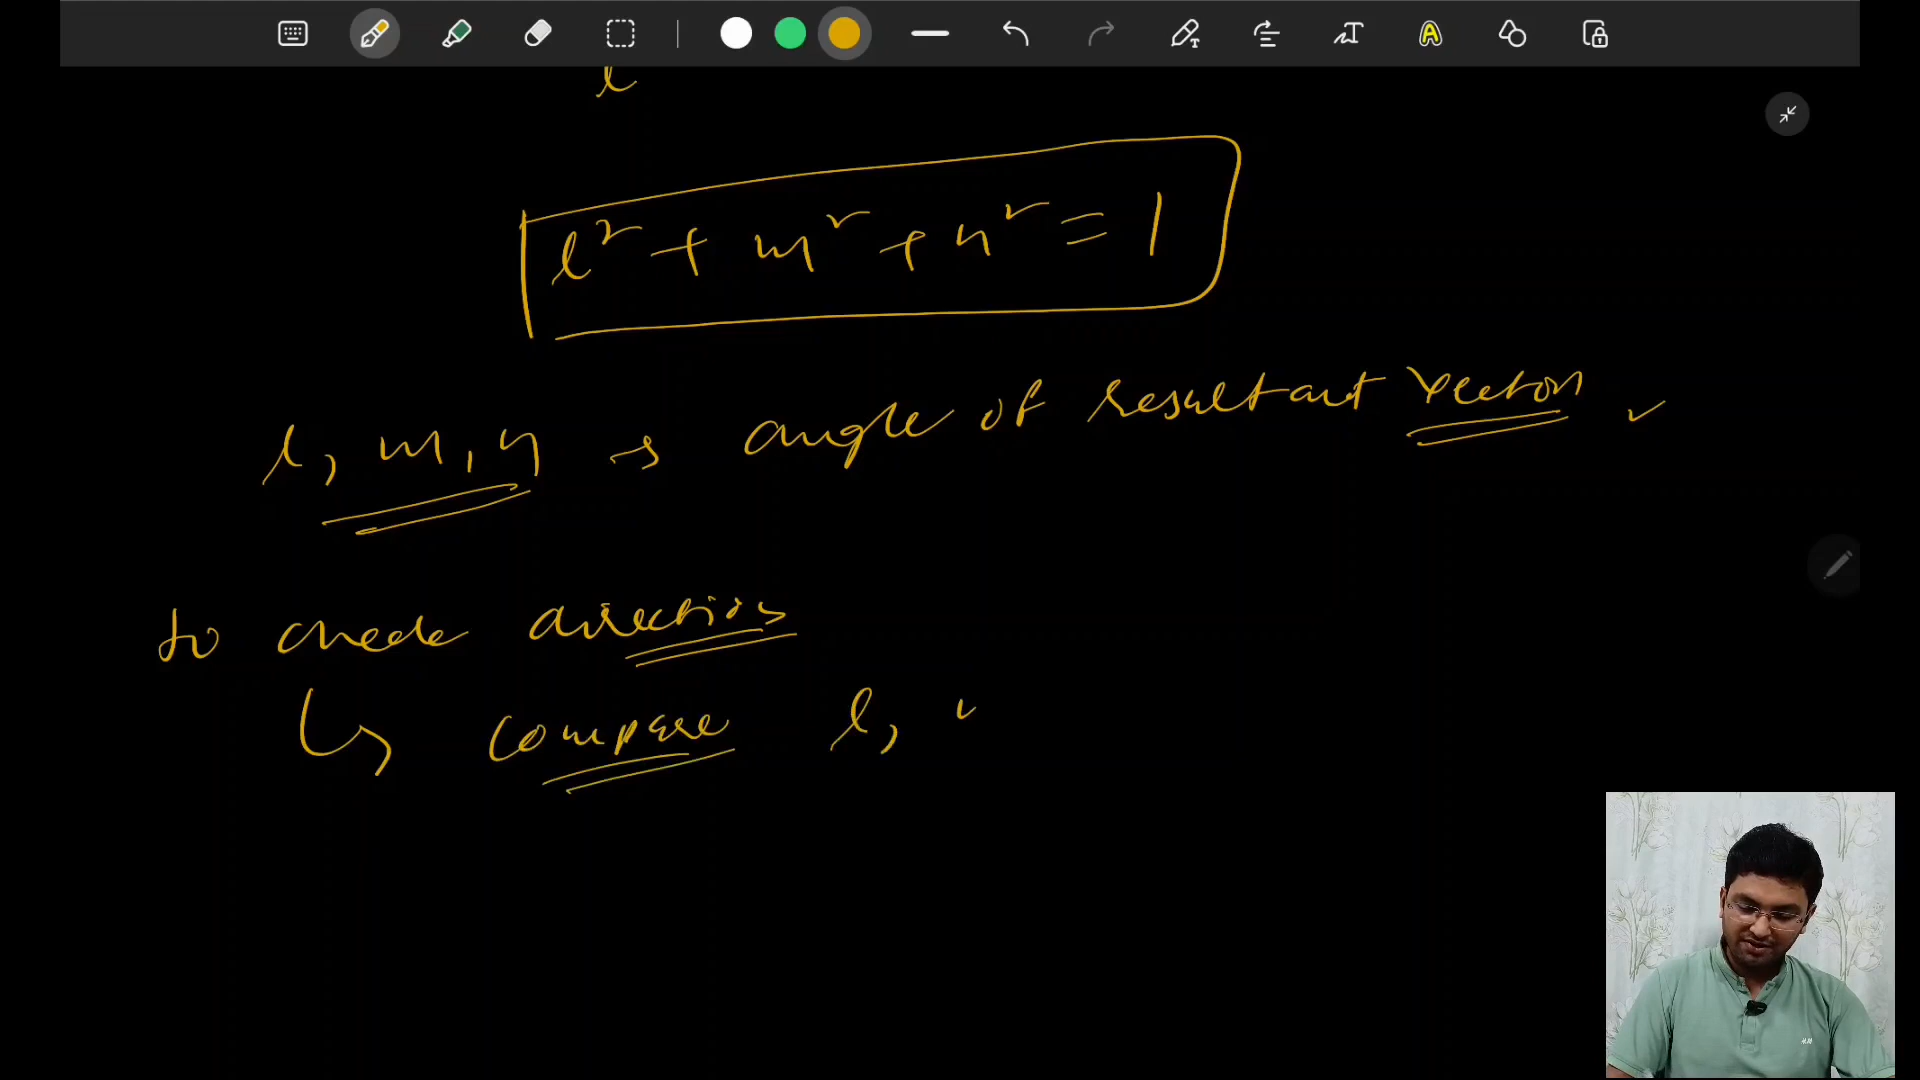 l
l² + m² + n² = 1
l, m, n → angle of resultant vector
to check direction
↳ compare l,